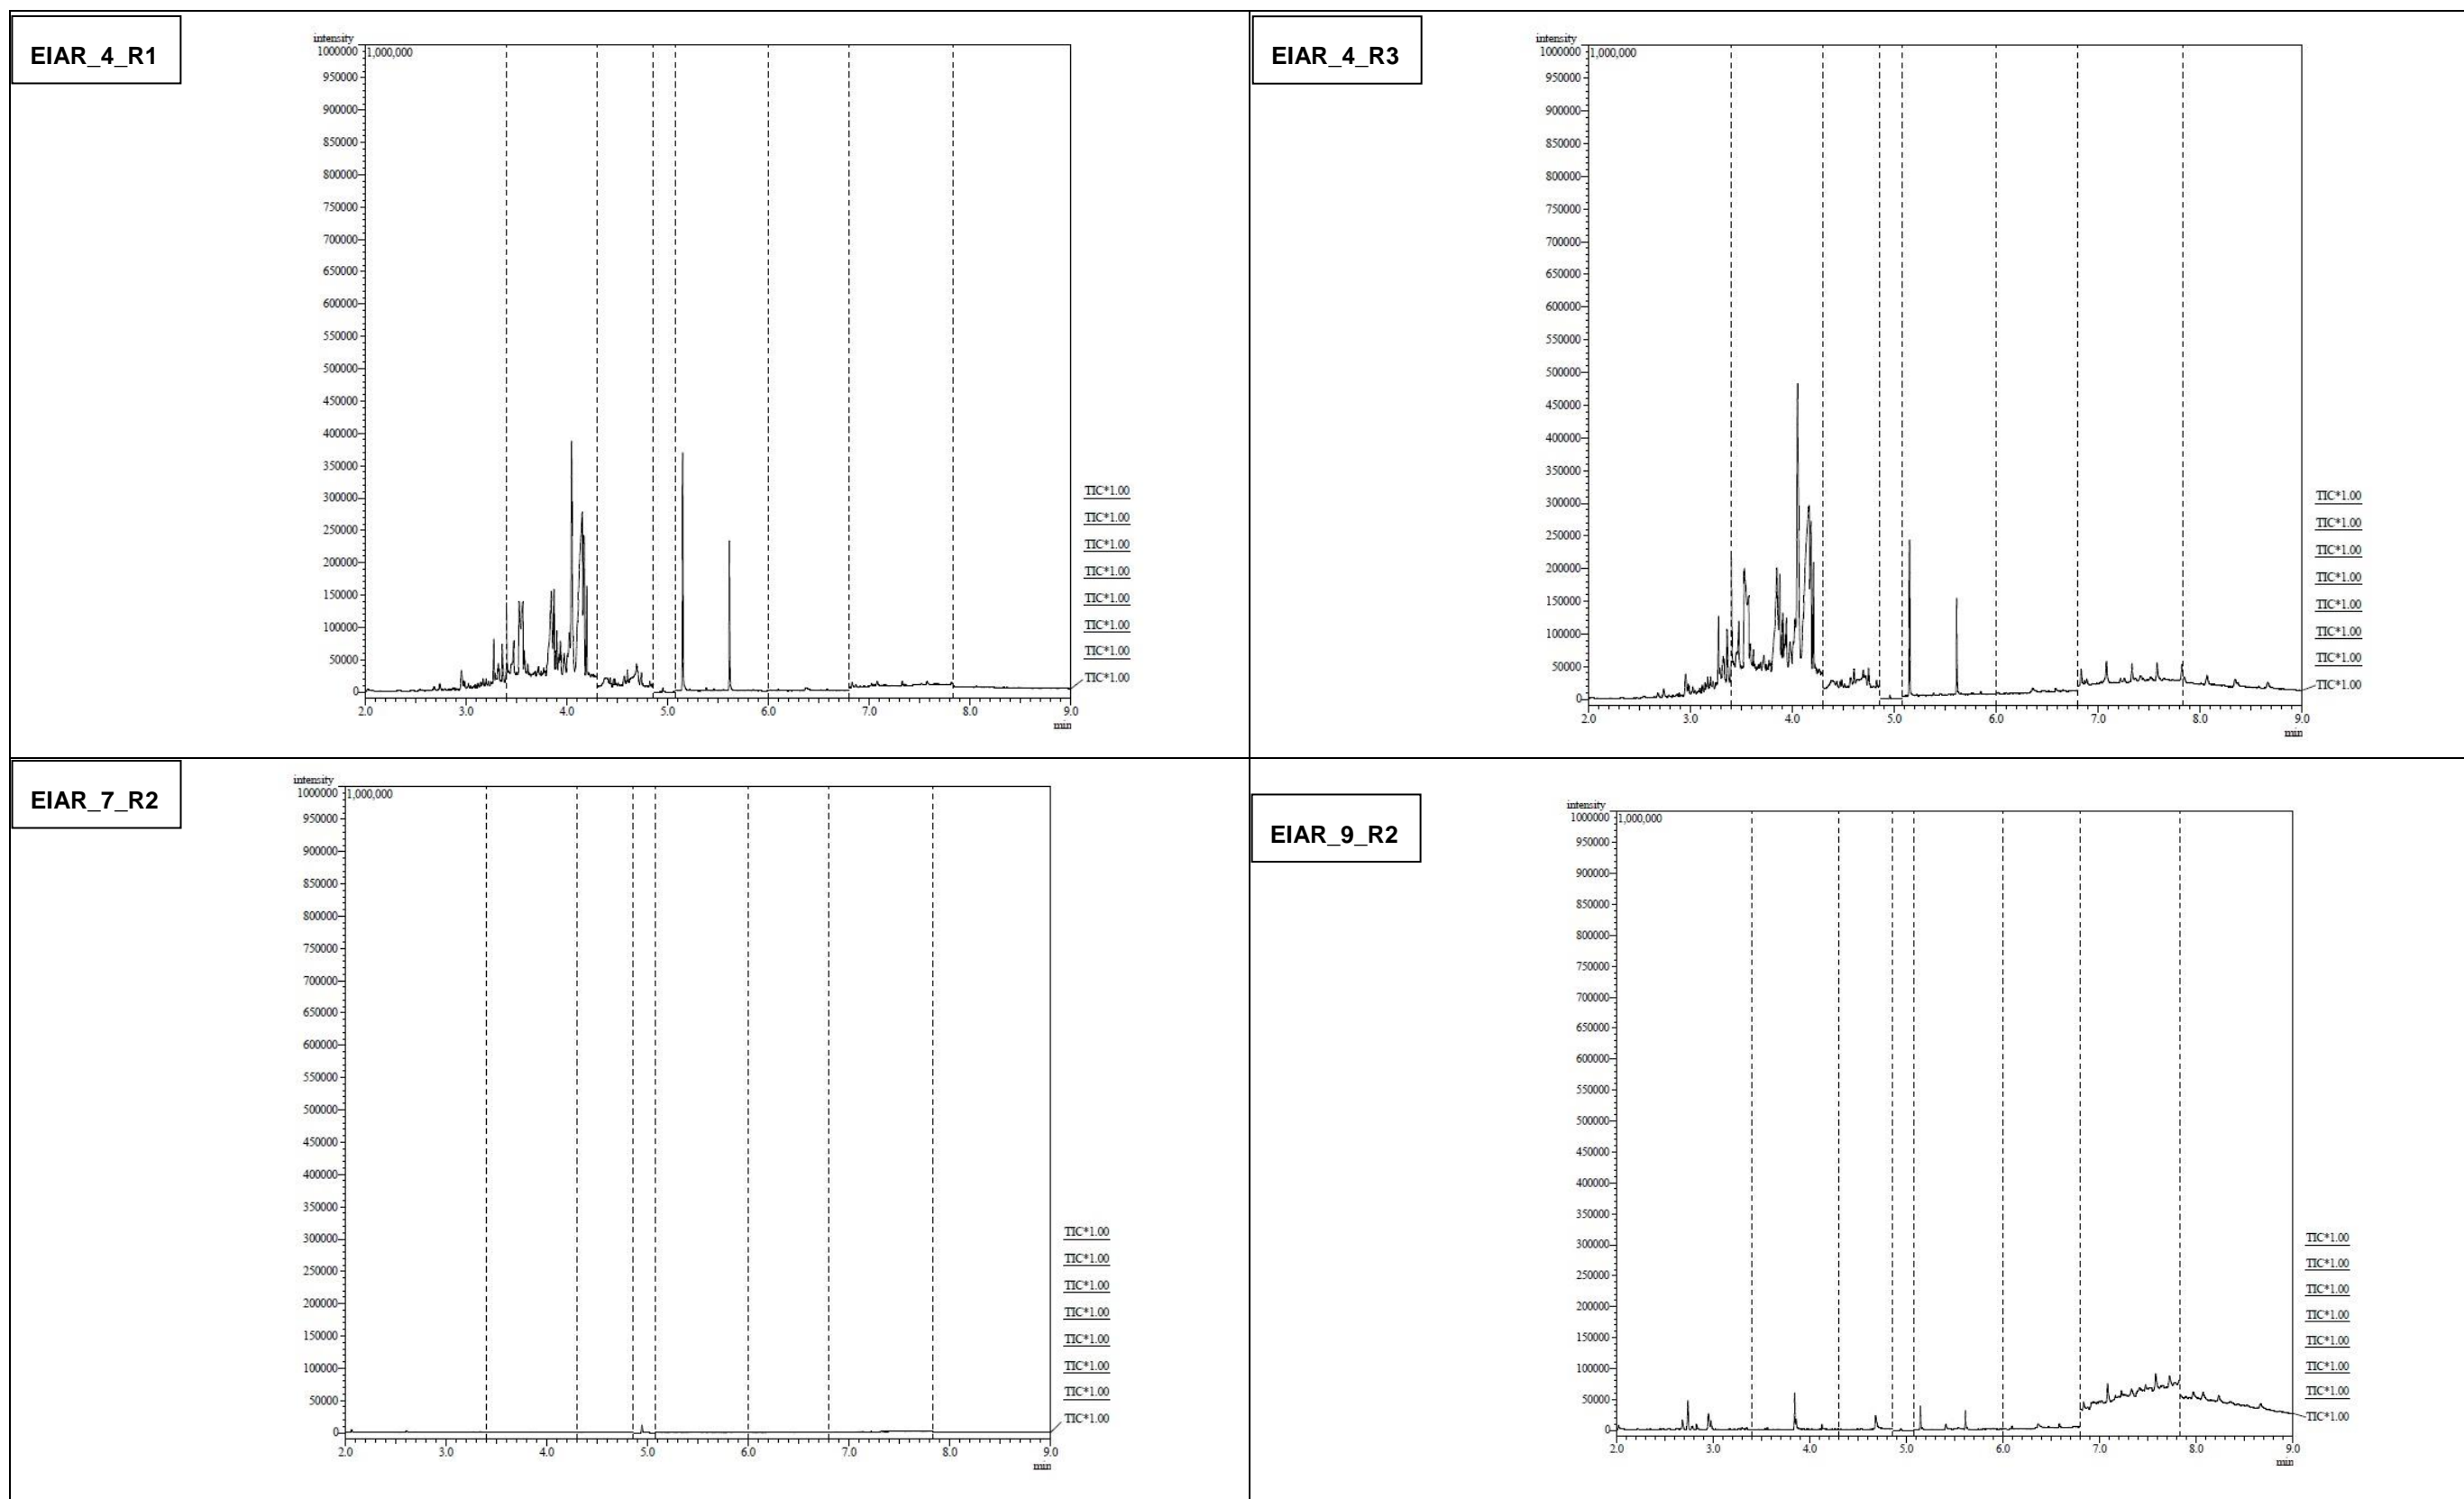 EIAR_4_R1
intensity
1000000
1,000,000
950000
900000
850000
800000
750000
700000
650000
600000
550000
500000
450000
400000
350000
300000
250000
200000
150000
100000
50000
0
TIC*1.00
TIC*1.00
TIC*1.00
TIC*1.00
TIC*1.00
TIC*1.00
TIC*1.00
TIC*1.00
2.0 3.0 4.0 5.0 6.0 7.0 8.0 9.0
min
EIAR_4_R3
intensity
1000000
1,000,000
950000
900000
850000
800000
750000
700000
650000
600000
550000
500000
450000
400000
350000
300000
250000
200000
150000
100000
50000
0
TIC*1.00
TIC*1.00
TIC*1.00
TIC*1.00
TIC*1.00
TIC*1.00
TIC*1.00
TIC*1.00
2.0 3.0 4.0 5.0 6.0 7.0 8.0 9.0
min
EIAR_7_R2
intensity
1000000
1,000,000
950000
900000
850000
800000
750000
700000
650000
600000
550000
500000
450000
400000
350000
300000
250000
200000
150000
100000
50000
0
TIC*1.00
TIC*1.00
TIC*1.00
TIC*1.00
TIC*1.00
TIC*1.00
TIC*1.00
TIC*1.00
2.0 3.0 4.0 5.0 6.0 7.0 8.0 9.0
min
EIAR_9_R2
intensity
1000000
1,000,000
950000
900000
850000
800000
750000
700000
650000
600000
550000
500000
450000
400000
350000
300000
250000
200000
150000
100000
50000
0
TIC*1.00
TIC*1.00
TIC*1.00
TIC*1.00
TIC*1.00
TIC*1.00
TIC*1.00
TIC*1.00
2.0 3.0 4.0 5.0 6.0 7.0 8.0 9.0
min